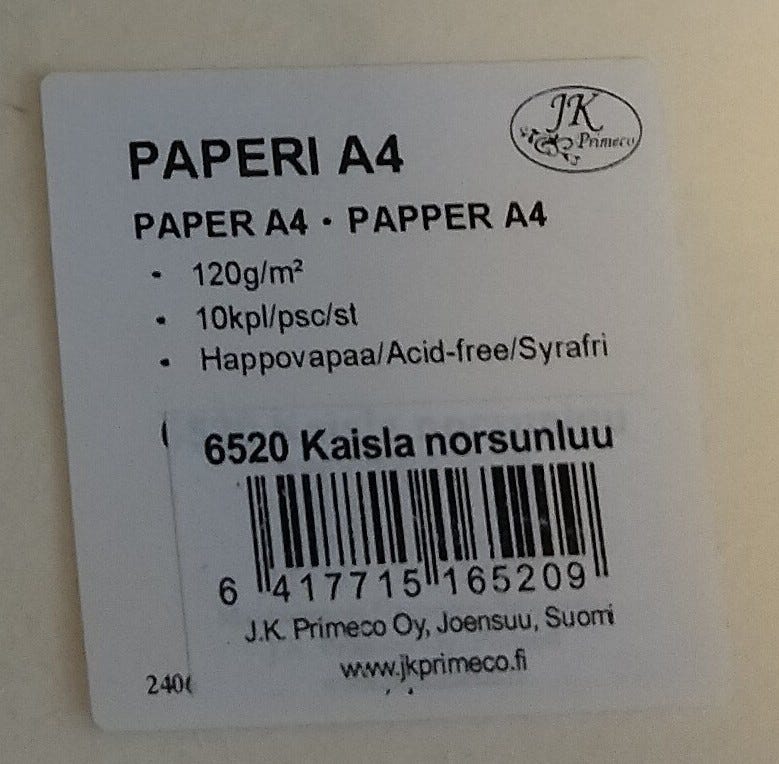 JK
Primeco
PAPERI A4
PAPER A4 · PAPPER A4
• 120g/m²
• 10kpl/psc/st
• Happovapaa/Acid-free/Syrafri
6520 Kaisla norsunluu
6 417715 165209
J.K. Primeco Oy, Joensuu, Suomi
www.jkprimeco.fi